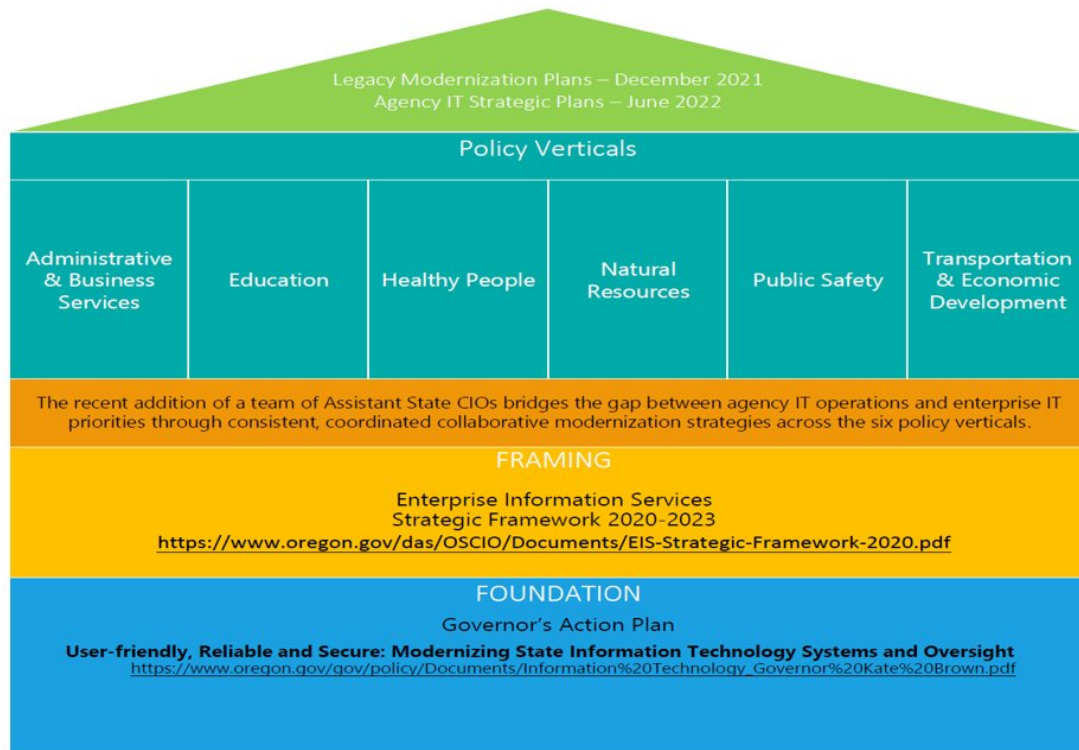 Legacy Modernization Plans – December 2021
Agency IT Strategic Plans – June 2022
Policy Verticals
Administrative
& Business
Services
Education
Healthy People
Natural
Resources
Public Safety
Transportation
& Economic
Development
The recent addition of a team of Assistant State CIOs bridges the gap between agency IT operations and enterprise IT
priorities through consistent, coordinated collaborative modernization strategies across the six policy verticals.
FRAMING
Enterprise Information Services
Strategic Framework 2020-2023
https://www.oregon.gov/das/OSCIO/Documents/EIS-Strategic-Framework-2020.pdf
FOUNDATION
Governor's Action Plan
User-friendly, Reliable and Secure: Modernizing State Information Technology Systems and Oversight
https://www.oregon.gov/gov/policy/Documents/Information%20Technology_Governor%20Kate%20Brown.pdf